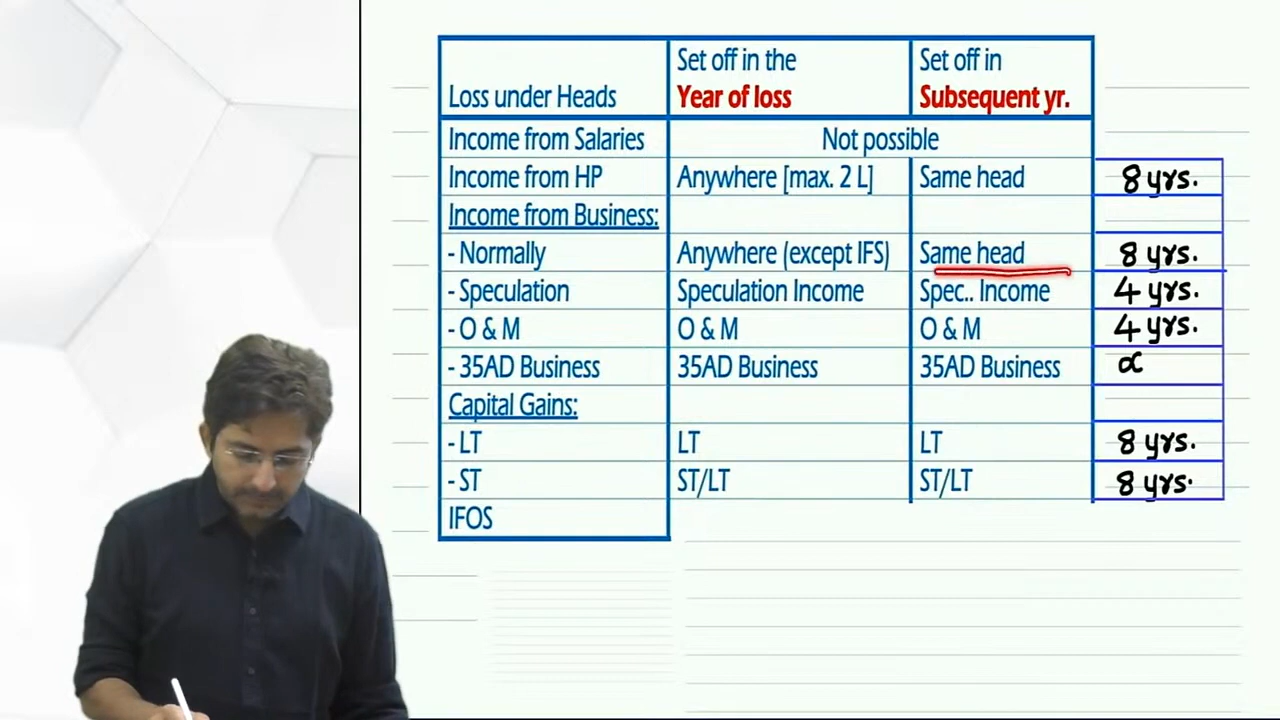 Loss under Heads Set off in the Year of loss Set off in Subsequent yr.
Income from Salaries Not possible
Income from HP Anywhere [max. 2 L] Same head 8 yrs.
Income from Business:
- Normally Anywhere (except IFS) Same head 8 yrs.
- Speculation Speculation Income Spec.. Income 4 yrs.
- O & M O & M O & M 4 yrs.
- 35AD Business 35AD Business 35AD Business ∝
Capital Gains:
- LT LT LT 8 yrs.
- ST ST/LT ST/LT 8 yrs.
IFOS